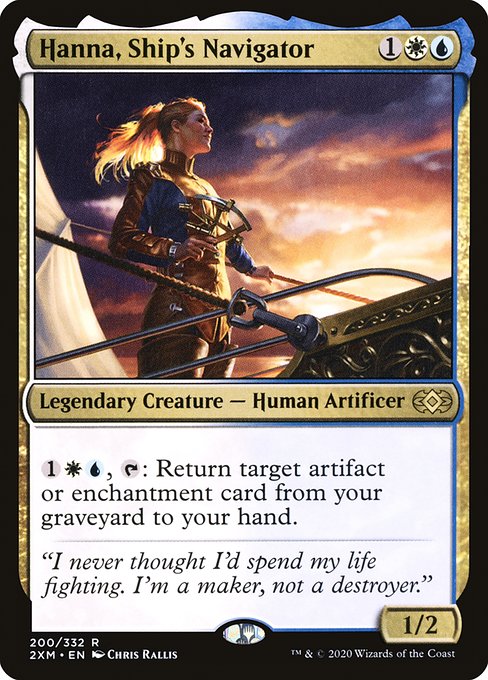 Hanna, Ship's Navigator 1
Legendary Creature — Human Artificer
1, : Return target artifact
or enchantment card from your
graveyard to your hand.
"I never thought I'd spend my life
fighting. I'm a maker, not a destroyer."
1/2
200/332 R
2XM • EN Chris Rallis
™ & © 2020 Wizards of the Coast